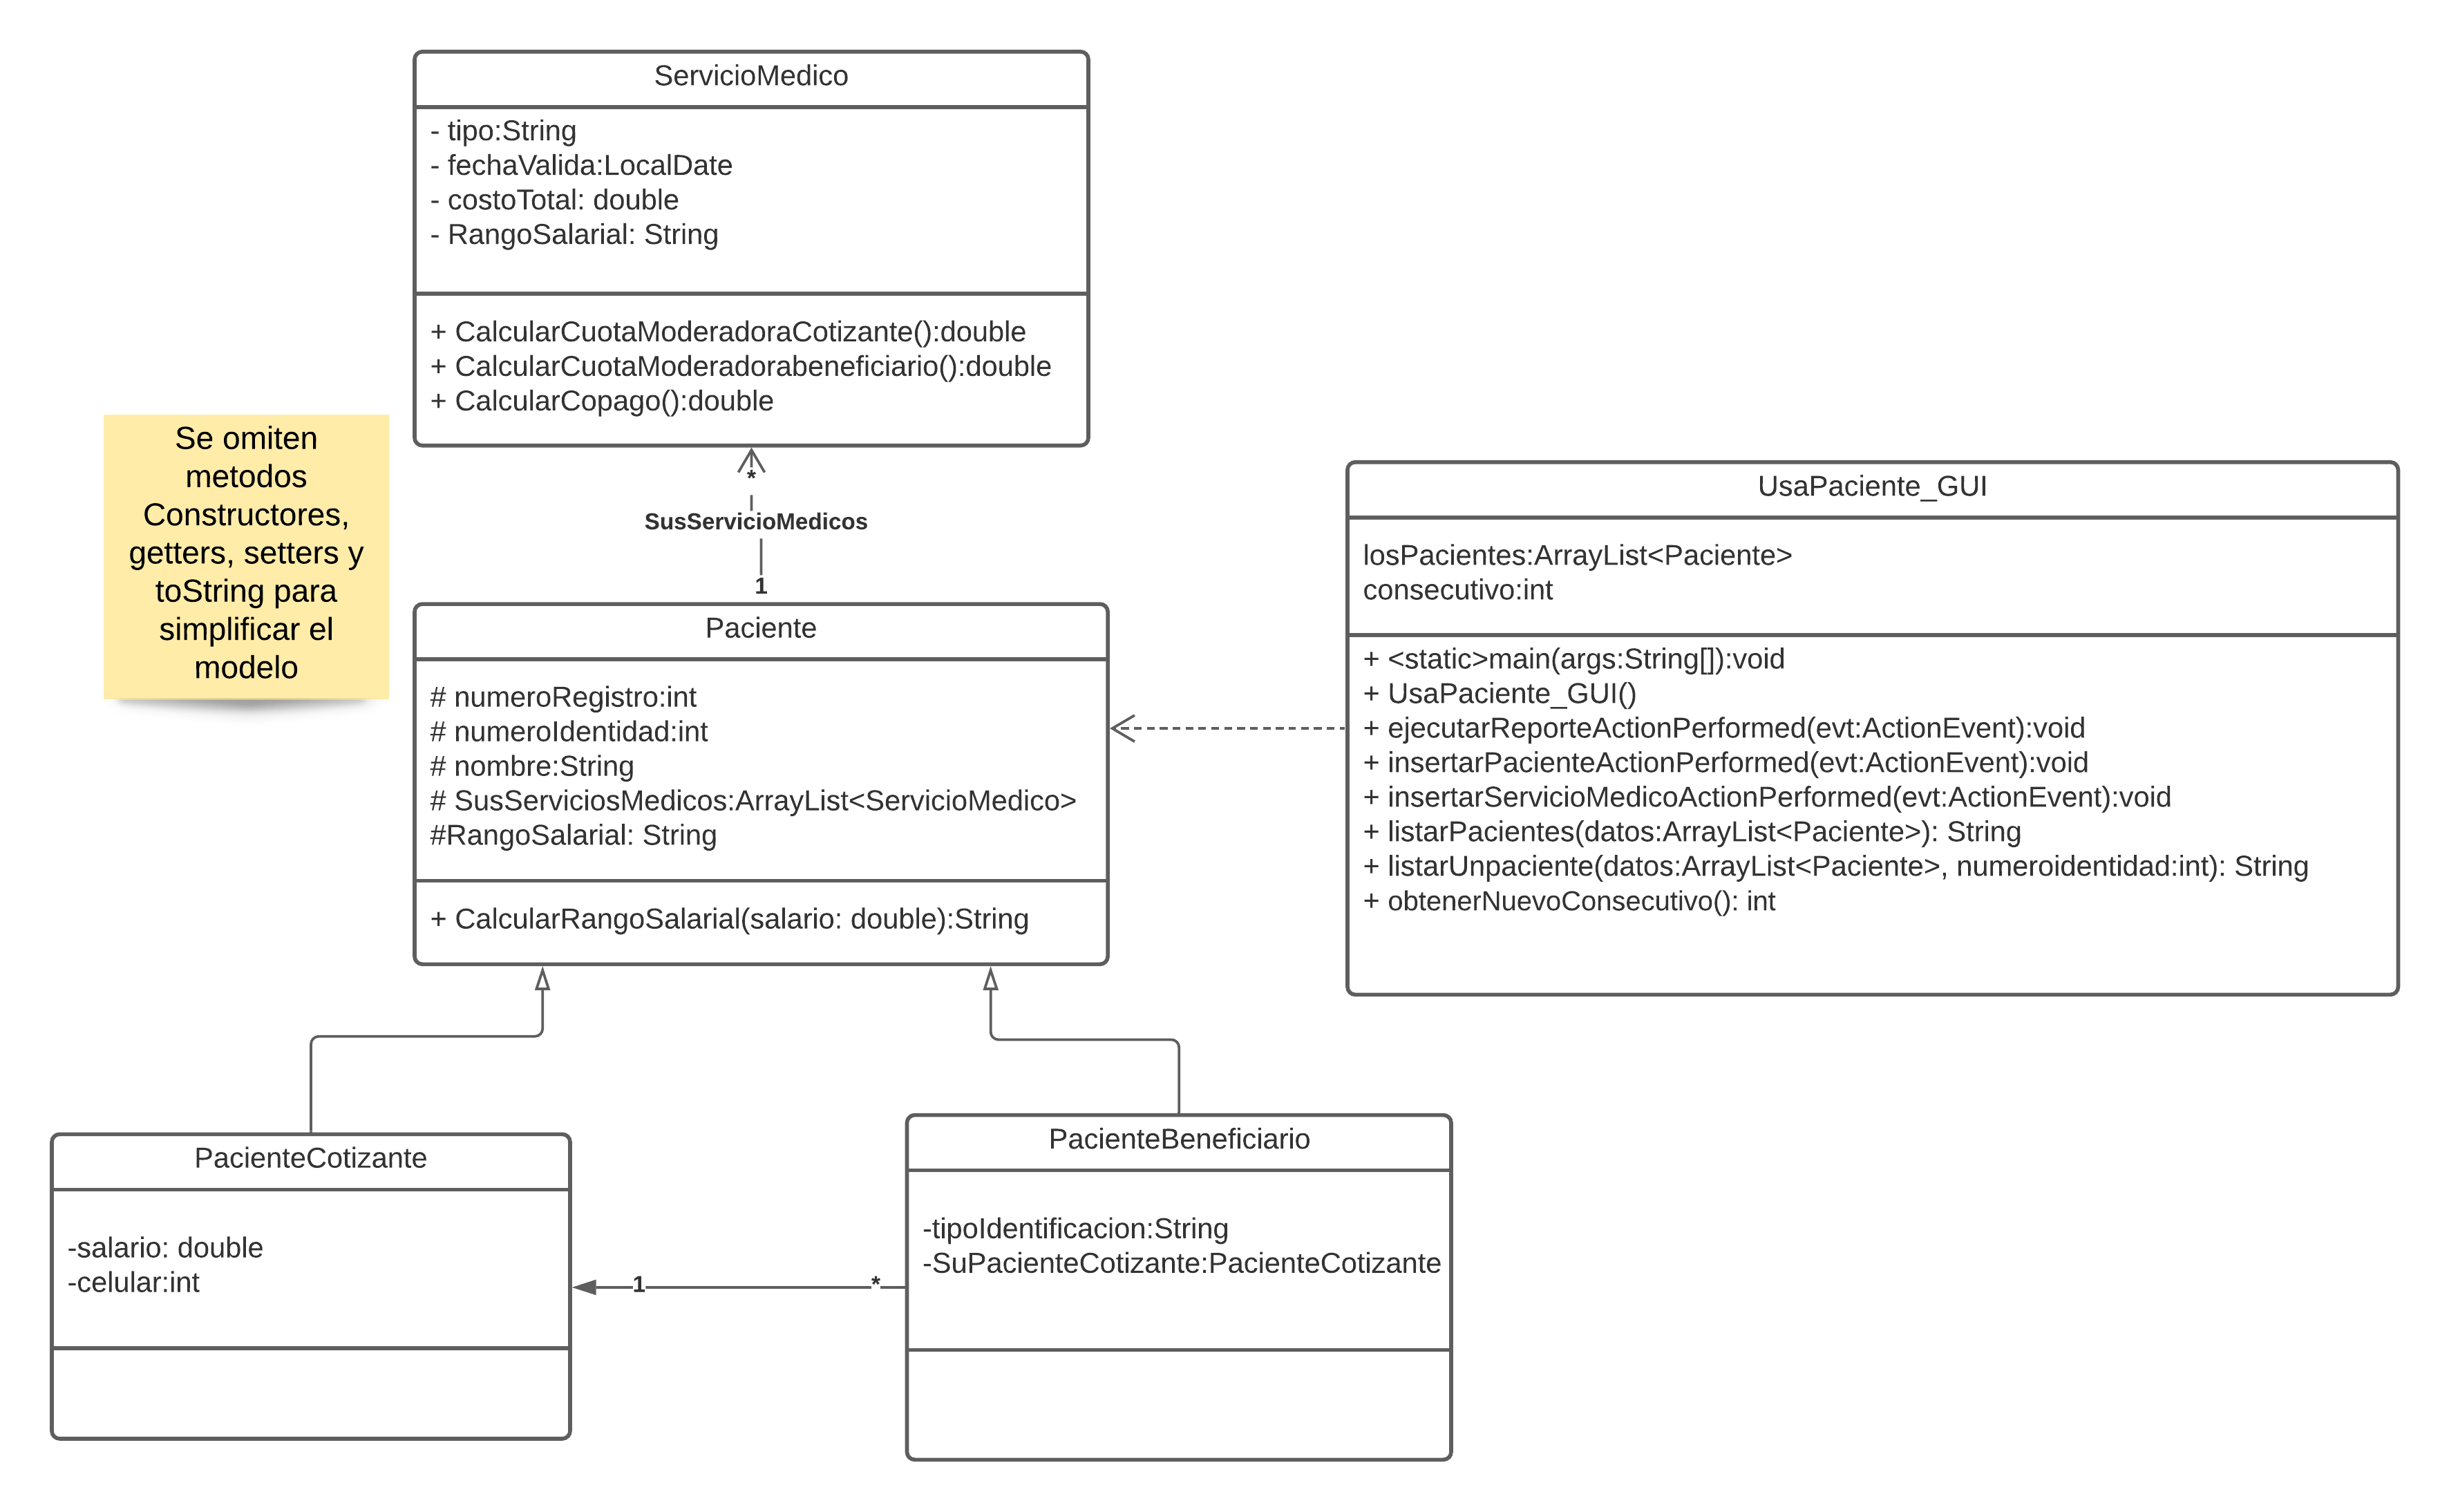 ServicioMedico
- tipo:String
- fechaValida:LocalDate
- costoTotal: double
- RangoSalarial: String
+ CalcularCuotaModeradoraCotizante():double
+ CalcularCuotaModeradorabeneficiario():double
+ CalcularCopago():double
Se omiten
metodos
Constructores,
getters, setters y
toString para
simplificar el
modelo
*
SusServicioMedicos
1
Paciente
# numeroRegistro:int
# numeroIdentidad:int
# nombre:String
# SusServiciosMedicos:ArrayList<ServicioMedico>
#RangoSalarial: String
+ CalcularRangoSalarial(salario: double):String
UsaPaciente_GUI
losPacientes:ArrayList<Paciente>
consecutivo:int
+ <static>main(args:String[]):void
+ UsaPaciente_GUI()
+ ejecutarReporteActionPerformed(evt:ActionEvent):void
+ insertarPacienteActionPerformed(evt:ActionEvent):void
+ insertarServicioMedicoActionPerformed(evt:ActionEvent):void
+ listarPacientes(datos:ArrayList<Paciente>): String
+ listarUnpaciente(datos:ArrayList<Paciente>, numeroidentidad:int): String
+ obtenerNuevoConsecutivo(): int
PacienteCotizante
-salario: double
-celular:int
1
*
PacienteBeneficiario
-tipoIdentificacion:String
-SuPacienteCotizante:PacienteCotizante